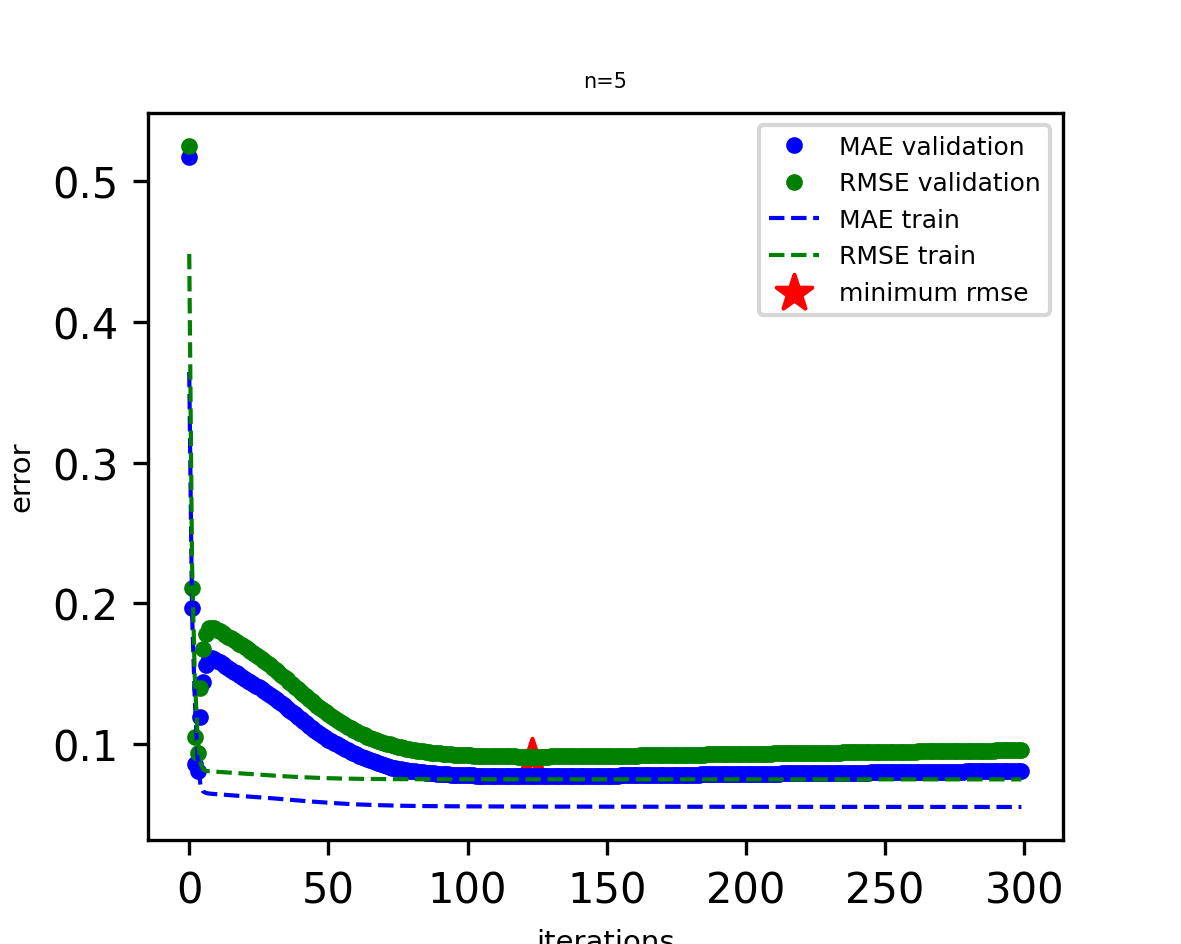 n=5
0.5
0.4
0.3
0.2
0.1
error
MAE validation
RMSE validation
MAE train
RMSE train
minimum rmse
0 50 100 150 200 250 300
iterations